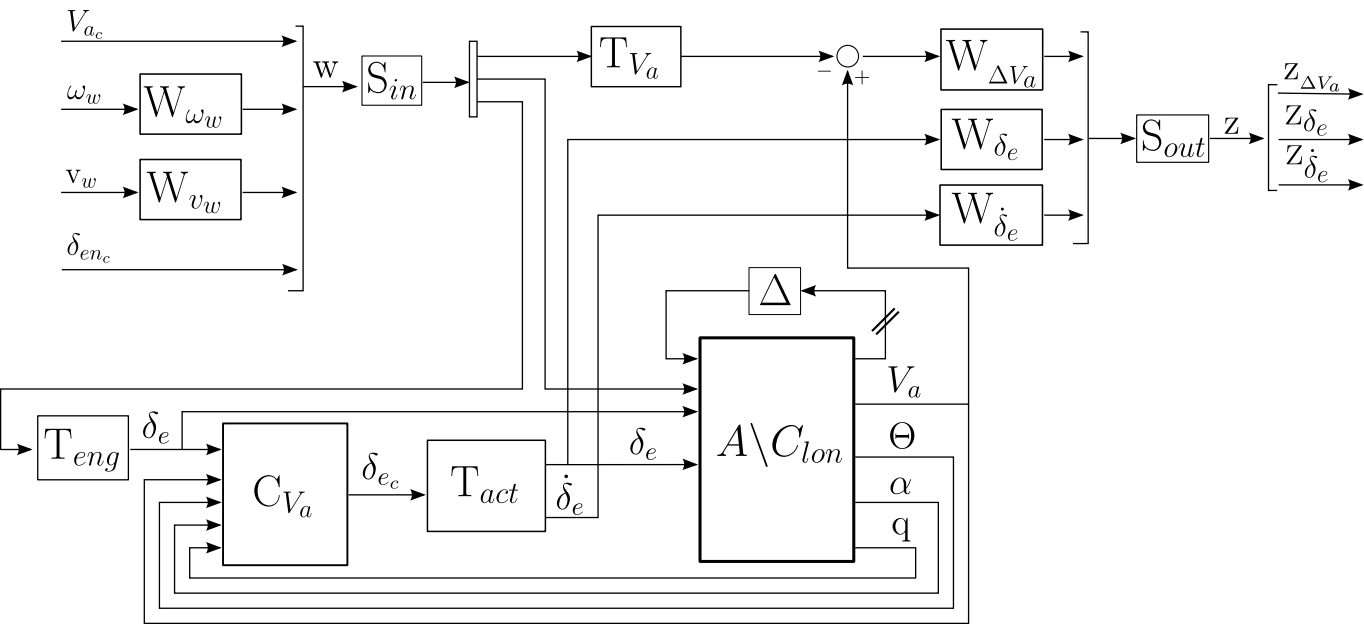 V_{a_c}
ω_w
W_{ω_w}
v_w
W_{v_w}
δ_{en_c}
w
S_{in}
T_{V_a}
−
+
W_{ΔV_a}
W_{δ_e}
W_{\dot{δ}_e}
S_{out}
z
z_{ΔV_a}
z_{δ_e}
z_{\dot{δ}_e}
Δ
T_{eng}
δ_e
C_{V_a}
δ_{e_c}
T_{act}
δ_e
\dot{δ}_e
A\C_{lon}
V_a
Θ
α
q